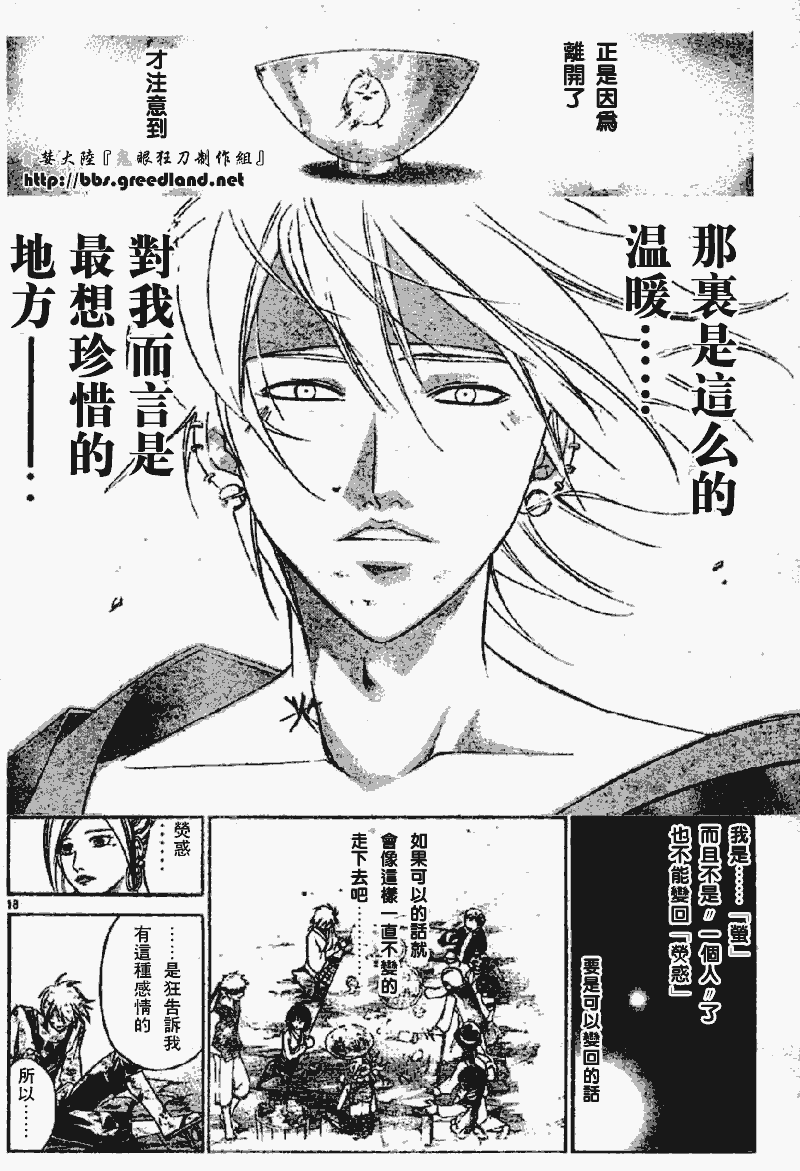 正是因為
離開了
才注意到
婪大陸『鬼眼狂刀制作組』
http://bbs.greedland.net
那裏是這么的
温暖……
對我而言是
最想珍惜的
地方——‥
我是……『螢』
而且不是〃一個人〃了
也不能變回『熒惑』
要是可以變回的話
如果可以的話就
會像這樣一直不變的
走下去吧…………
熒惑
……
18
……是狂告訴我
有這種感情的
所以……